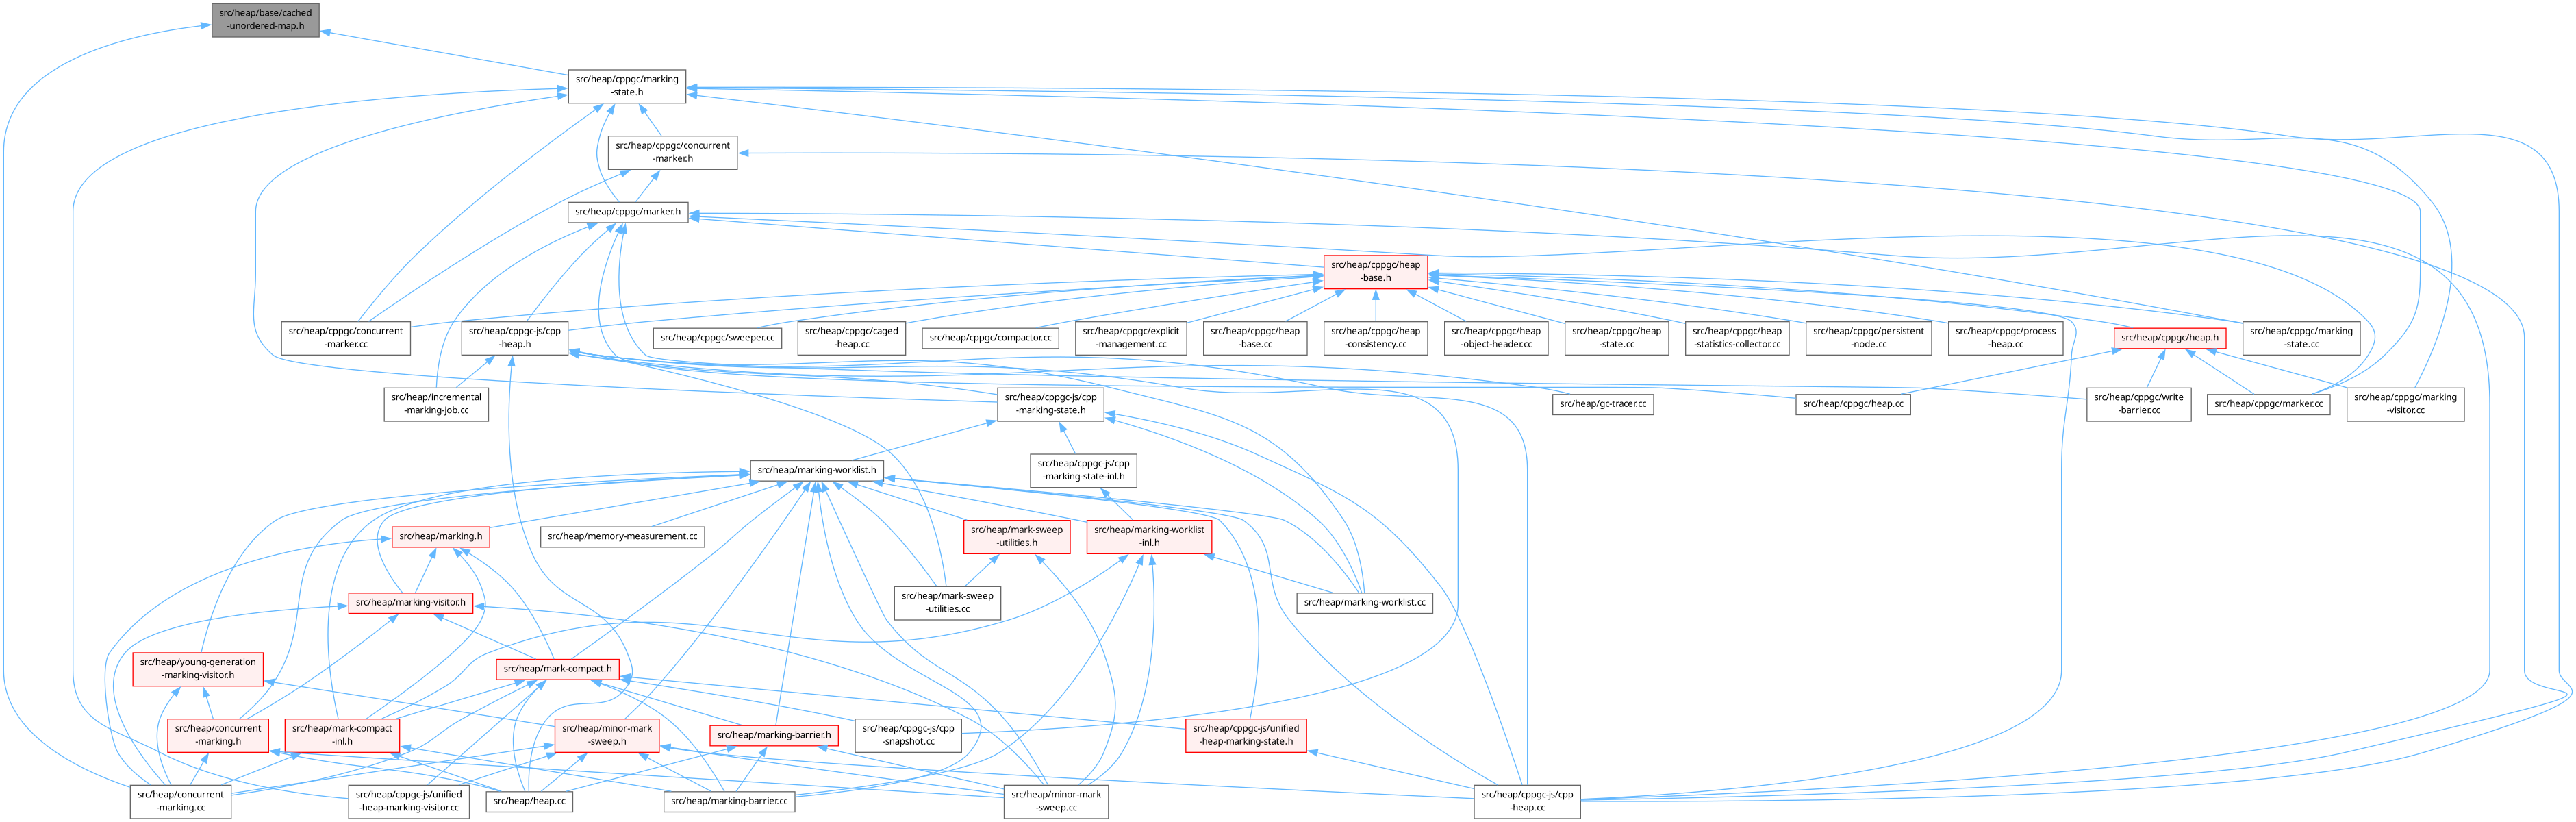 src/heap/base/cached
-unordered-map.h
src/heap/cppgc/marking
-state.h
src/heap/cppgc/concurrent
-marker.h
src/heap/cppgc/marker.h
src/heap/cppgc/heap
-base.h
src/heap/cppgc/concurrent
-marker.cc
src/heap/cppgc-js/cpp
-heap.h
src/heap/cppgc/sweeper.cc
src/heap/cppgc/caged
-heap.cc
src/heap/cppgc/compactor.cc
src/heap/cppgc/explicit
-management.cc
src/heap/cppgc/heap
-base.cc
src/heap/cppgc/heap
-consistency.cc
src/heap/cppgc/heap
-object-header.cc
src/heap/cppgc/heap
-state.cc
src/heap/cppgc/heap
-statistics-collector.cc
src/heap/cppgc/persistent
-node.cc
src/heap/cppgc/process
-heap.cc
src/heap/cppgc/heap.h
src/heap/cppgc/marking
-state.cc
src/heap/incremental
-marking-job.cc
src/heap/cppgc-js/cpp
-marking-state.h
src/heap/gc-tracer.cc
src/heap/cppgc/heap.cc
src/heap/cppgc/write
-barrier.cc
src/heap/cppgc/marker.cc
src/heap/cppgc/marking
-visitor.cc
src/heap/marking-worklist.h
src/heap/cppgc-js/cpp
-marking-state-inl.h
src/heap/marking.h
src/heap/memory-measurement.cc
src/heap/mark-sweep
-utilities.h
src/heap/marking-worklist
-inl.h
src/heap/marking-visitor.h
src/heap/mark-sweep
-utilities.cc
src/heap/marking-worklist.cc
src/heap/young-generation
-marking-visitor.h
src/heap/mark-compact.h
src/heap/concurrent
-marking.h
src/heap/mark-compact
-inl.h
src/heap/minor-mark
-sweep.h
src/heap/marking-barrier.h
src/heap/cppgc-js/cpp
-snapshot.cc
src/heap/cppgc-js/unified
-heap-marking-state.h
src/heap/concurrent
-marking.cc
src/heap/cppgc-js/unified
-heap-marking-visitor.cc
src/heap/heap.cc
src/heap/marking-barrier.cc
src/heap/minor-mark
-sweep.cc
src/heap/cppgc-js/cpp
-heap.cc